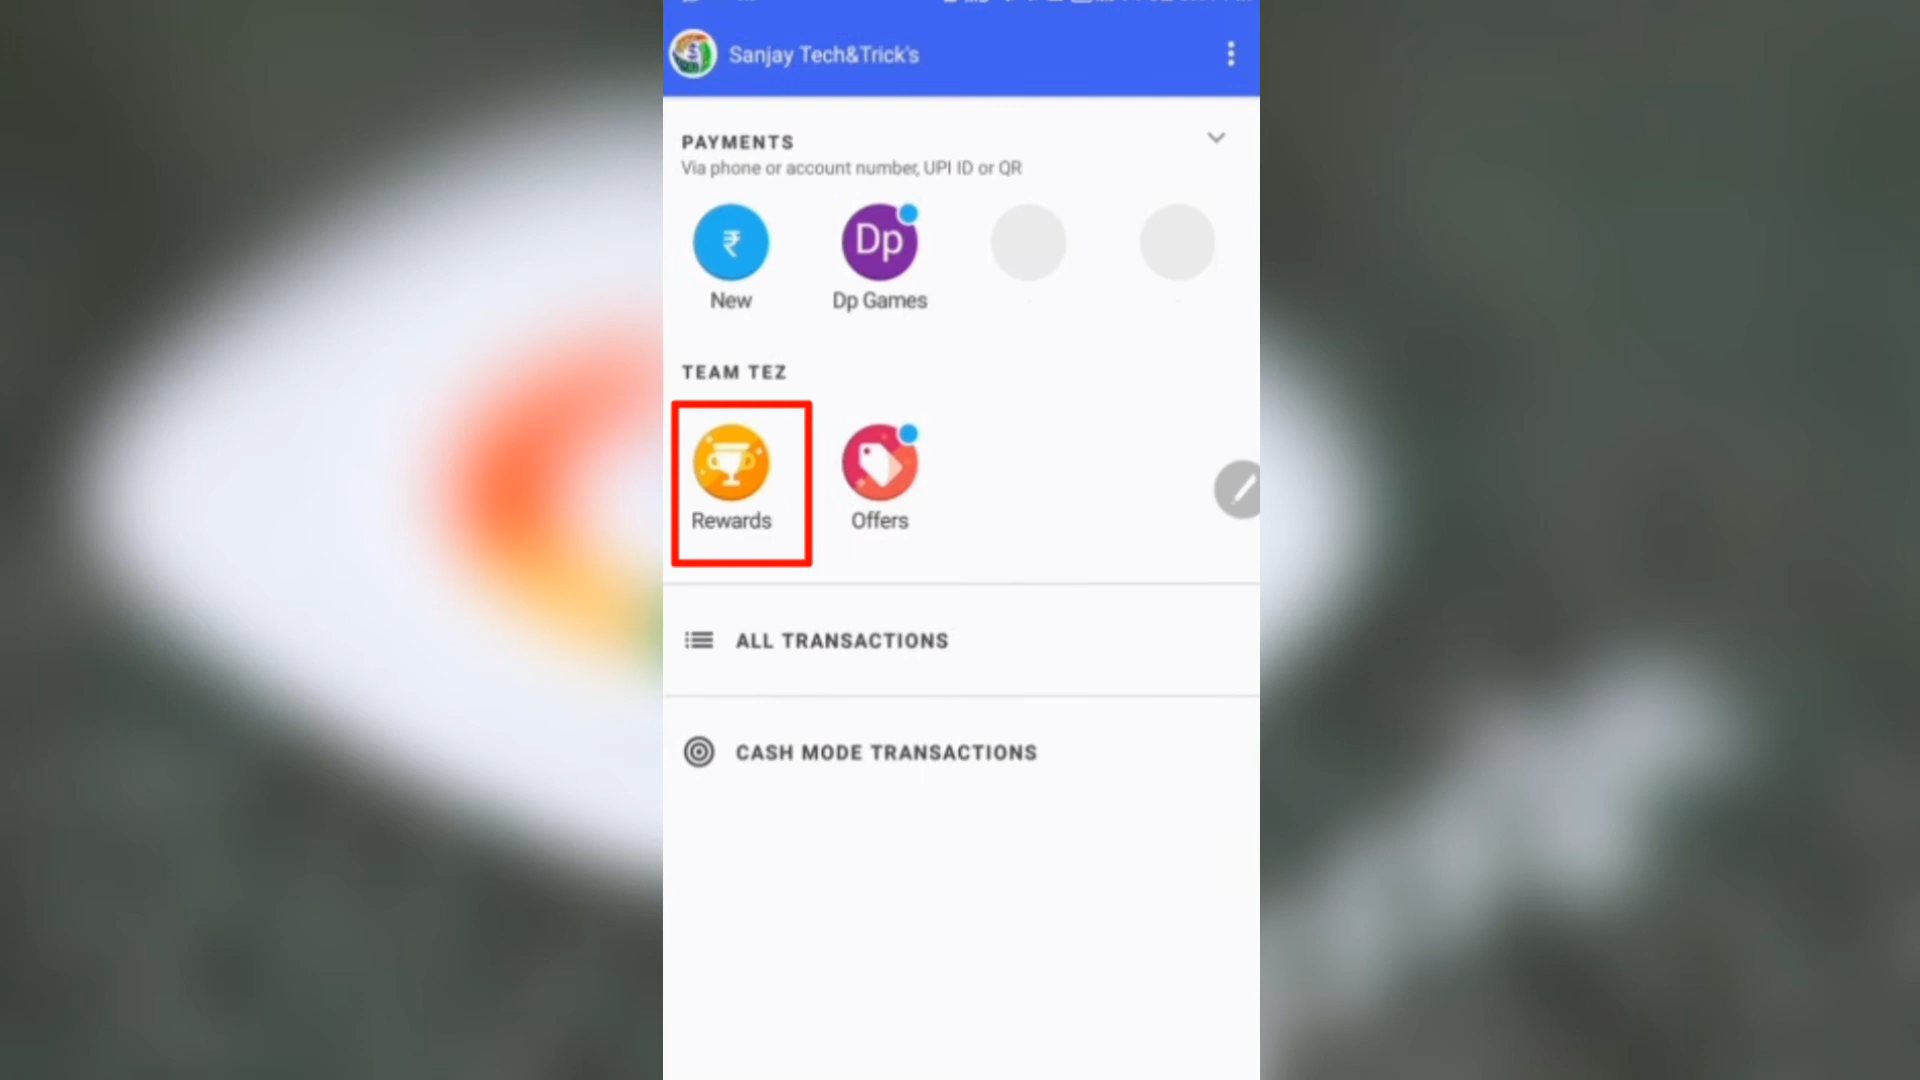 Sanjay Tech&Trick's
PAYMENTS
Via phone or account number, UPI ID or QR
₹
Dp
New
Dp Games
TEAM TEZ
Rewards
Offers
ALL TRANSACTIONS
CASH MODE TRANSACTIONS